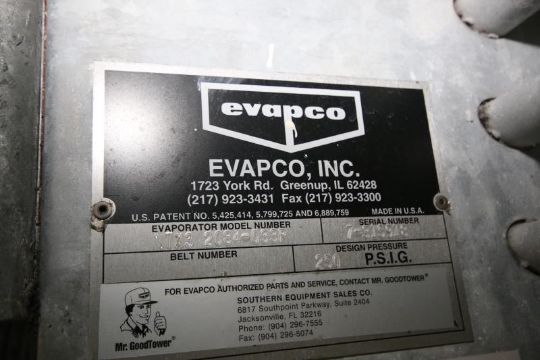 evapco
EVAPCO, INC.
1723 York Rd. Greenup, IL 62428
(217) 923-3431 Fax (217) 923-3300
U.S. PATENT NO. 5,425,414, 5,799,725 AND 6,889,759 MADE IN U.S.A.
EVAPORATOR MODEL NUMBER SERIAL NUMBER
BELT NUMBER DESIGN PRESSURE
P.S.I.G.
FOR EVAPCO AUTHORIZED PARTS AND SERVICE, CONTACT MR. GOODTOWER®
SOUTHERN EQUIPMENT SALES CO.
6817 Southpoint Parkway, Suite 2404
Jacksonville, FL 32216
Phone: (904) 296-7555
Fax: (904) 296-5074
evapco
Mr. GoodTower®